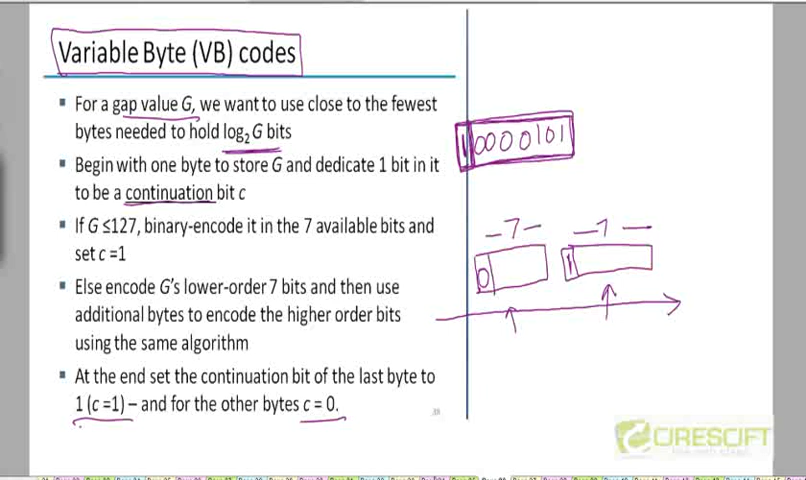 Variable Byte (VB) codes
▪ For a gap value G, we want to use close to the fewest
bytes needed to hold log₂ G bits
▪ Begin with one byte to store G and dedicate 1 bit in it
to be a continuation bit c
▪ If G ≤127, binary-encode it in the 7 available bits and
set c =1
▪ Else encode G's lower-order 7 bits and then use
additional bytes to encode the higher order bits
using the same algorithm
▪ At the end set the continuation bit of the last byte to
1 (c =1) – and for the other bytes c = 0.
1 0000101
7 7
0 1